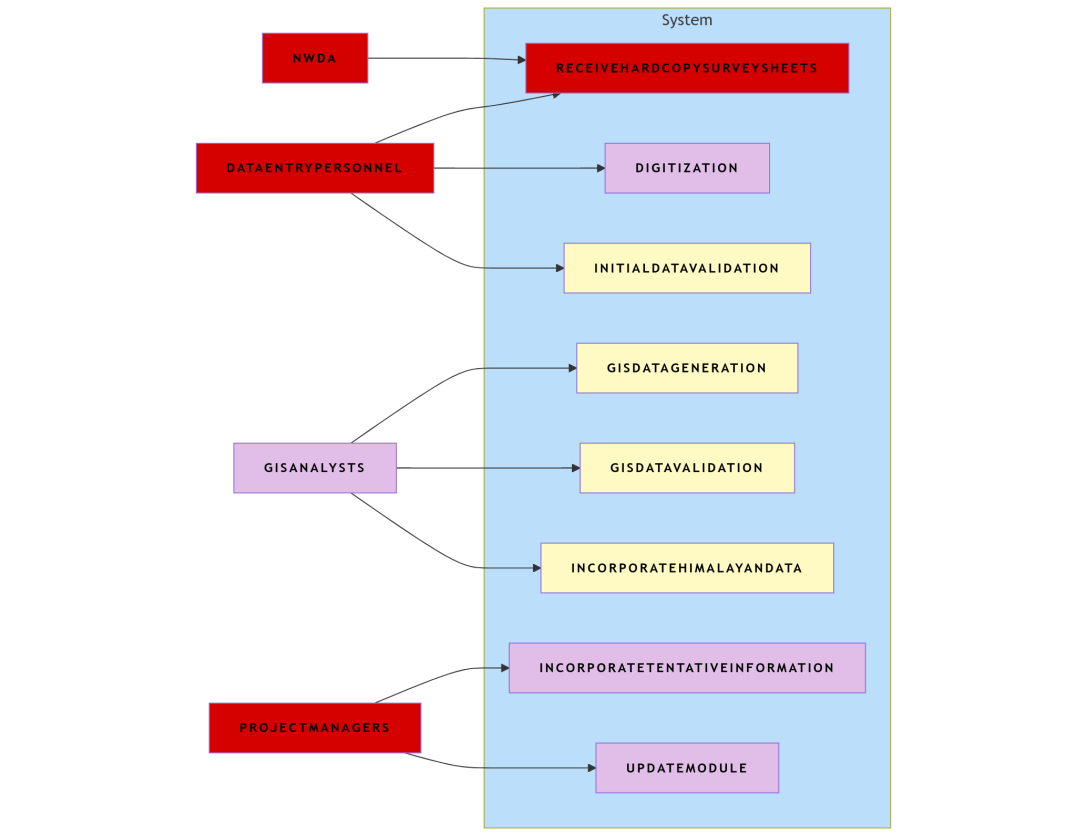 System
NWDA
RECEIVEHARDCOPYSURVEYSHEETS
DATAENTRYPERSONNEL
DIGITIZATION
INITIALDATAVALIDATION
GISDATAGENERATION
GISANALYSTS
GISDATAVALIDATION
INCORPORATEHIMALAYANDATA
INCORPORATETENTATIVEINFORMATION
PROJECTMANAGERS
UPDATEMODULE